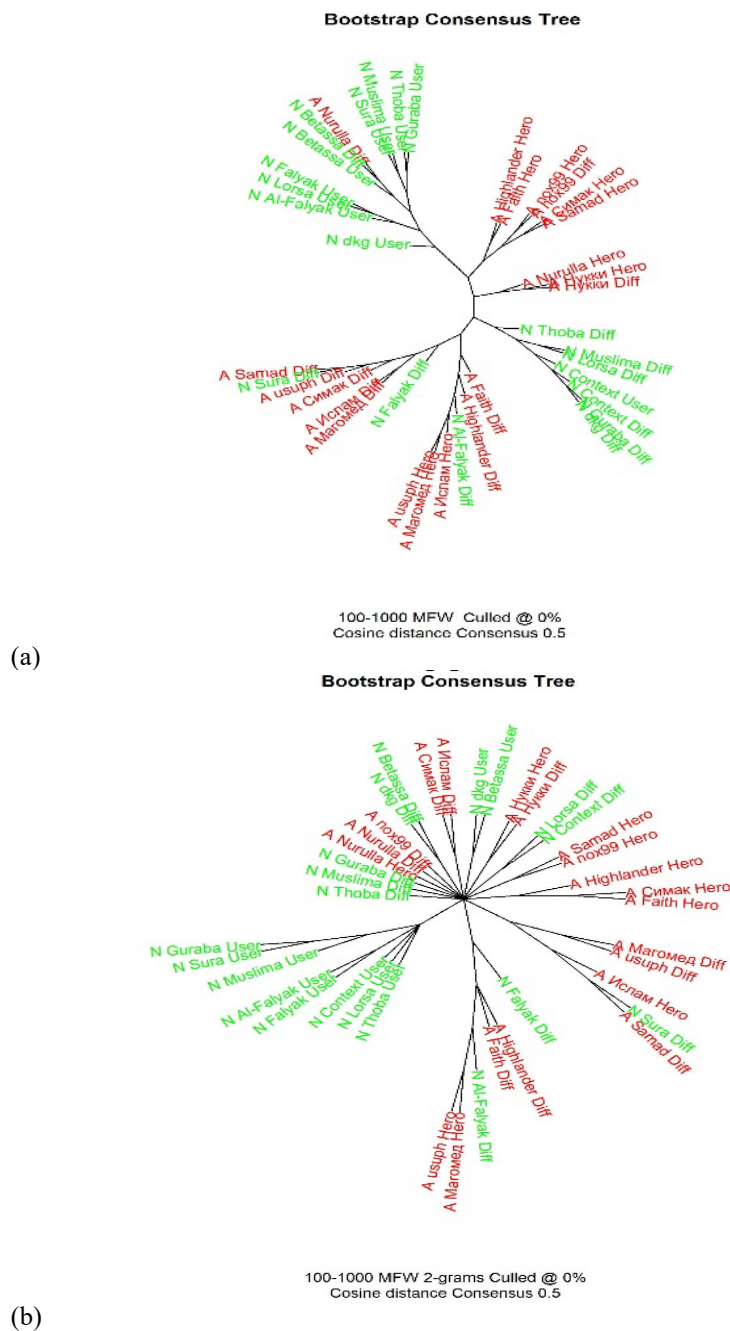 Bootstrap Consensus Tree
N Muslima User
N Thoba User
N Guraba User
N Sura User
A Nurulla Diff
N Betassa Diff
N Betassa User
N Falyak User
N Lorsa User
N Al-Falyak User
N dkg User
A Highlander Hero
A Faith Hero
A nox99 Hero
A nox99 Diff
A Симак Hero
A Samad Hero
A Nurulla Hero
A Нукки Hero
A Нукки Diff
N Thoba Diff
N Muslima Diff
N Lorsa Diff
N Context User
N Context Diff
N Guraba Diff
N dkg Diff
A Samad Diff
N Sura Diff
A usuph Diff
A Симак Diff
A Ислам Diff
A Магомед Diff
N Falyak Diff
A Faith Diff
A Highlander Diff
N Al-Falyak Diff
A Ислам Hero
A Магомед Hero
A usuph Hero
100-1000 MFW Culled @ 0%
Cosine distance Consensus 0.5
(a)
Bootstrap Consensus Tree
N Betassa Diff
N dkg Diff
A Симак Diff
A Ислам Diff
N dkg User
N Betassa User
A Нукки Hero
A Нукки Diff
N Lorsa Diff
N Context Diff
A Samad Hero
A nox99 Hero
A Highlander Hero
A Симак Hero
A Faith Hero
A nox99 Diff
A Nurulla Diff
A Nurulla Hero
N Guraba Diff
N Muslima Diff
N Thoba Diff
N Guraba User
N Sura User
N Muslima User
N Al-Falyak User
N Falyak User
N Context User
N Lorsa User
N Thoba User
A Магомед Diff
A usuph Diff
A Ислам Hero
N Sura Diff
A Samad Diff
N Falyak Diff
A Highlander Diff
A Faith Diff
N Al-Falyak Diff
A Магомед Hero
A usuph Hero
100-1000 MFW 2-grams Culled @ 0%
Cosine distance Consensus 0.5
(b)